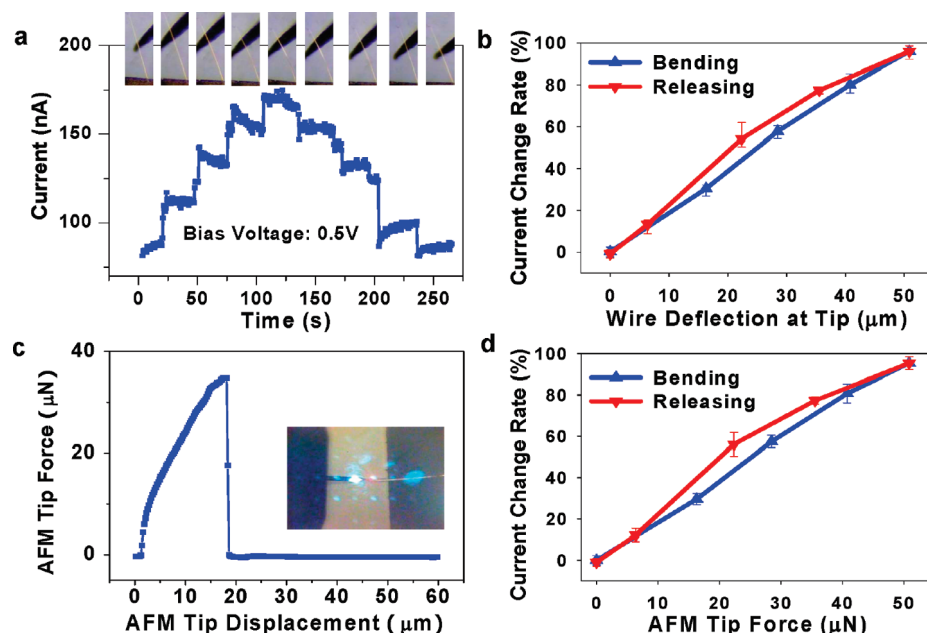 a
200
150
100
Current (nA)
Bias Voltage: 0.5V
0 50 100 150 200 250
Time (s)
b
100
80
60
40
20
0
Current Change Rate (%)
Bending
Releasing
0 10 20 30 40 50
Wire Deflection at Tip (μm)
c
40
20
0
AFM Tip Force ( μN)
0 10 20 30 40 50 60
AFM Tip Displacement ( μm)
d
100
80
60
40
20
0
Current Change Rate (%)
Bending
Releasing
0 10 20 30 40 50
AFM Tip Force (μN)